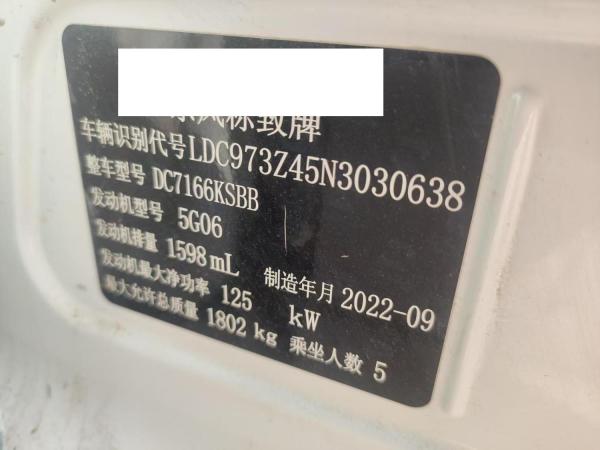 东风标致牌
车辆识别代号LDC973Z45N3030638
整车型号 DC7166KSBB
发动机型号 5G06
发动机排量 1598 mL 制造年月 2022-09
发动机最大净功率 125 kW
最大允许总质量 1802 kg 乘坐人数 5